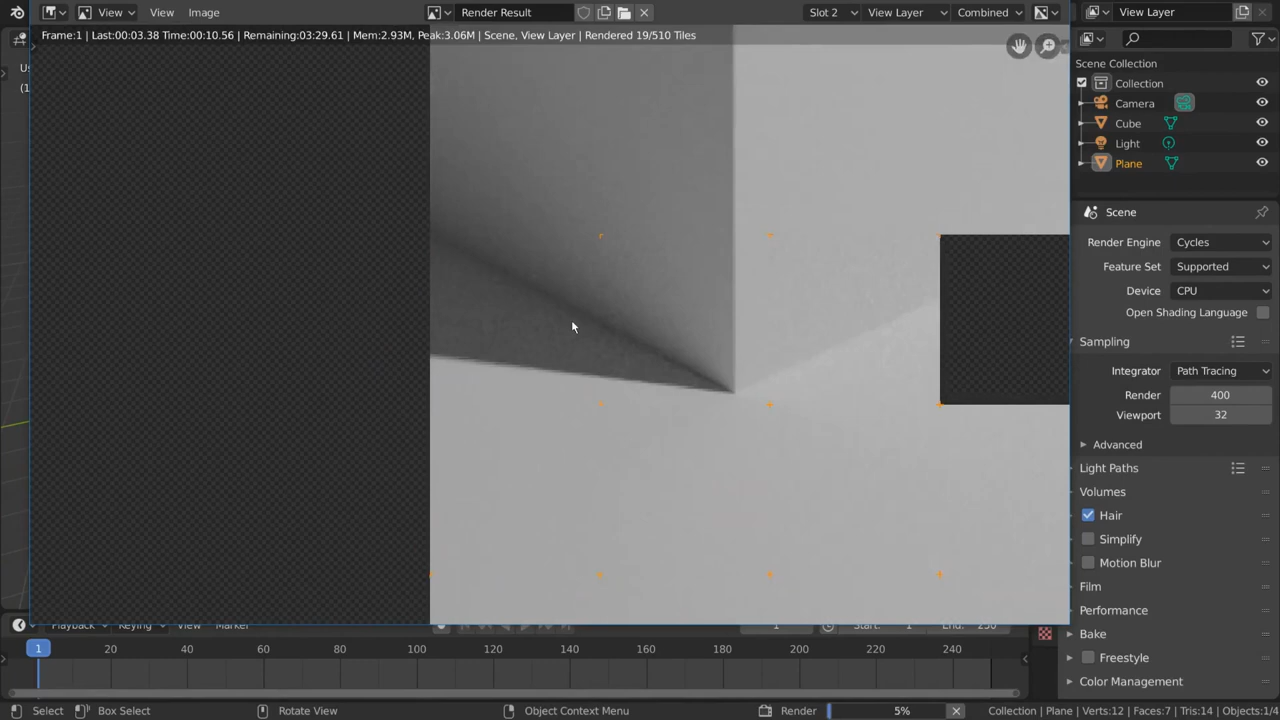 View View Image Render Result Slot 2 View Layer Combined View Layer
Frame:1 | Last:00:03.38 Time:00:10.56 | Remaining:03:29.61 | Mem:2.93M, Peak:3.06M | Scene, View Layer | Rendered 19/510 Tiles
Scene Collection
Collection
Camera
Cube
Light
Plane
Scene
Render Engine Cycles
Feature Set Supported
Device CPU
Open Shading Language
Sampling
Integrator Path Tracing
Render 400
Viewport 32
Advanced
Light Paths
Volumes
Hair
Simplify
Motion Blur
Film
Performance
Bake
Freestyle
Color Management
Playback Keying View Marker 1 Start: 1 End: 250
1 20 40 60 80 100 120 140 160 180 200 220 240
Select Box Select Rotate View Object Context Menu Render 5% Collection | Plane | Verts:12 | Faces:7 | Tris:14 | Objects:1/4